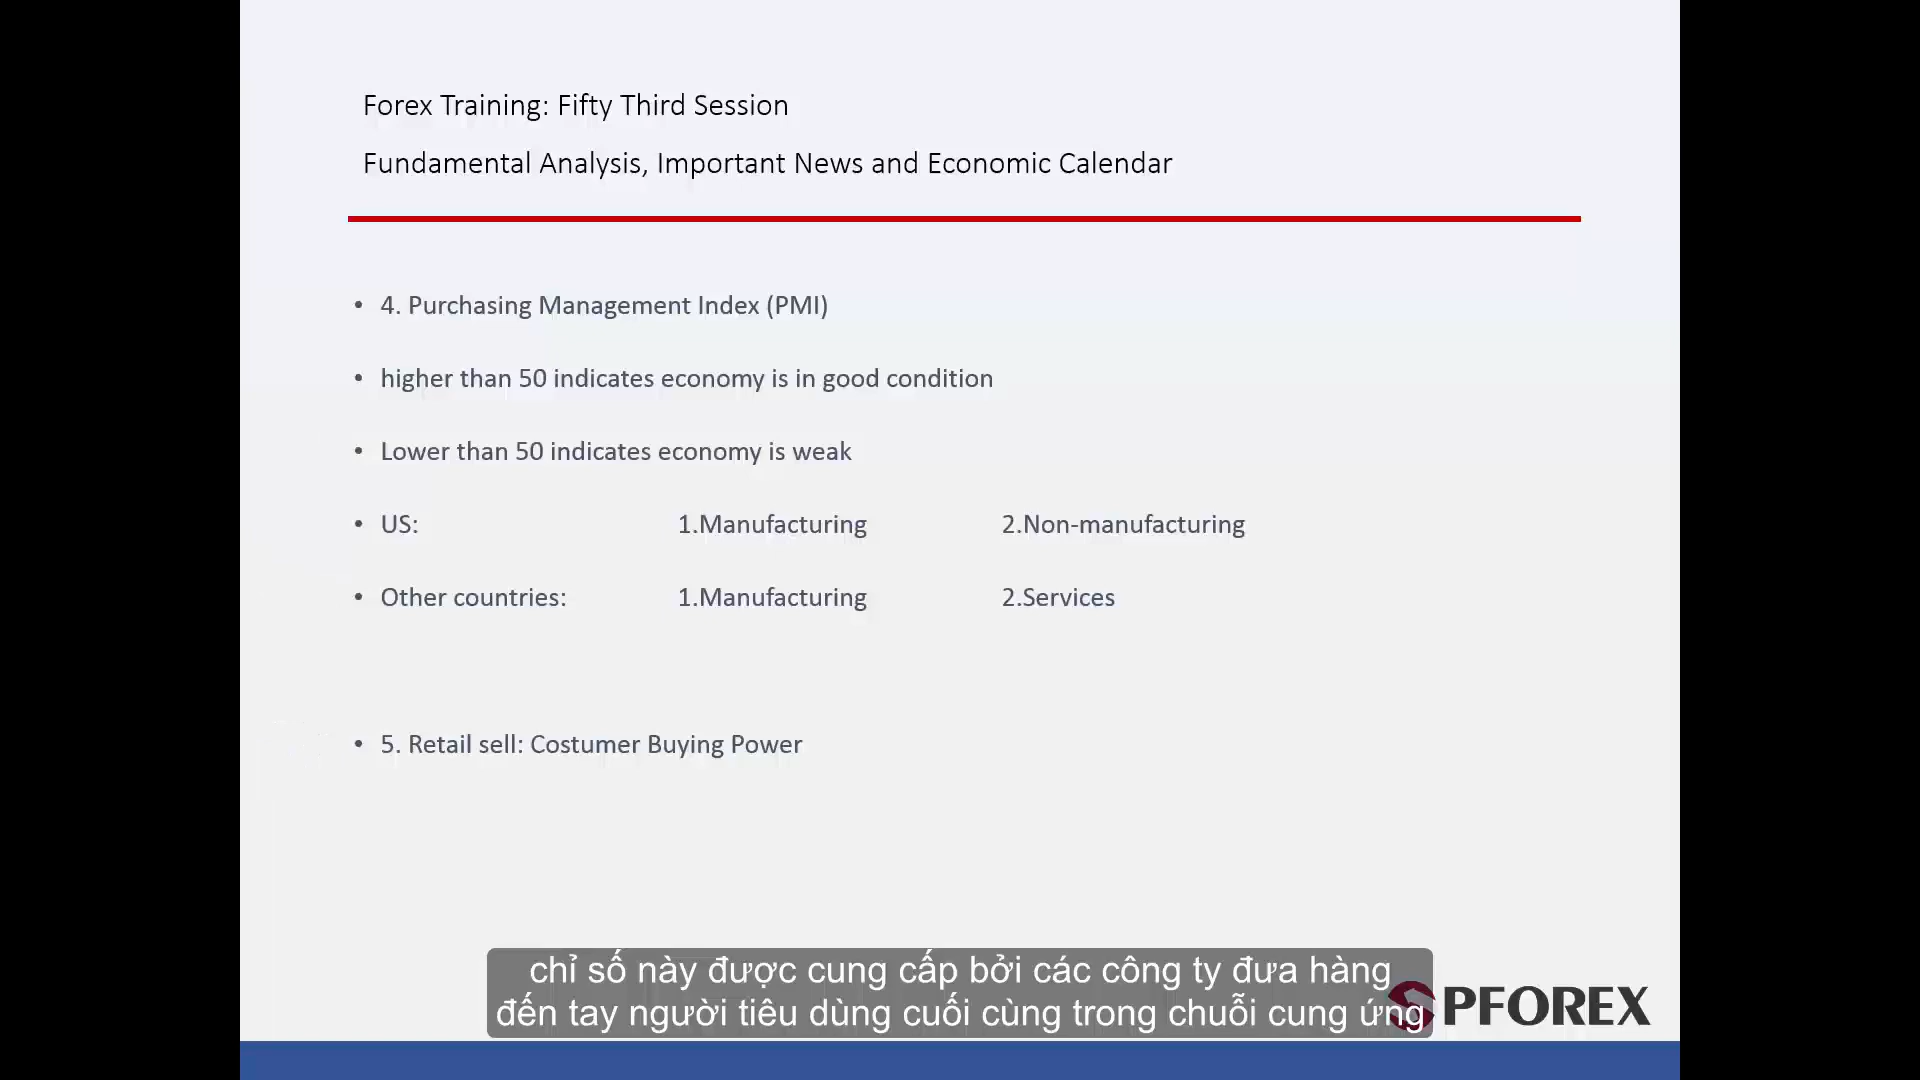 Forex Training: Fifty Third Session
Fundamental Analysis, Important News and Economic Calendar
• 4. Purchasing Management Index (PMI)
• higher than 50 indicates economy is in good condition
• Lower than 50 indicates economy is weak
• US: 1.Manufacturing 2.Non-manufacturing
• Other countries: 1.Manufacturing 2.Services
• 5. Retail sell: Costumer Buying Power
chỉ số này được cung cấp bởi các công ty đưa hàng
đến tay người tiêu dùng cuối cùng trong chuỗi cung ứng
PFOREX